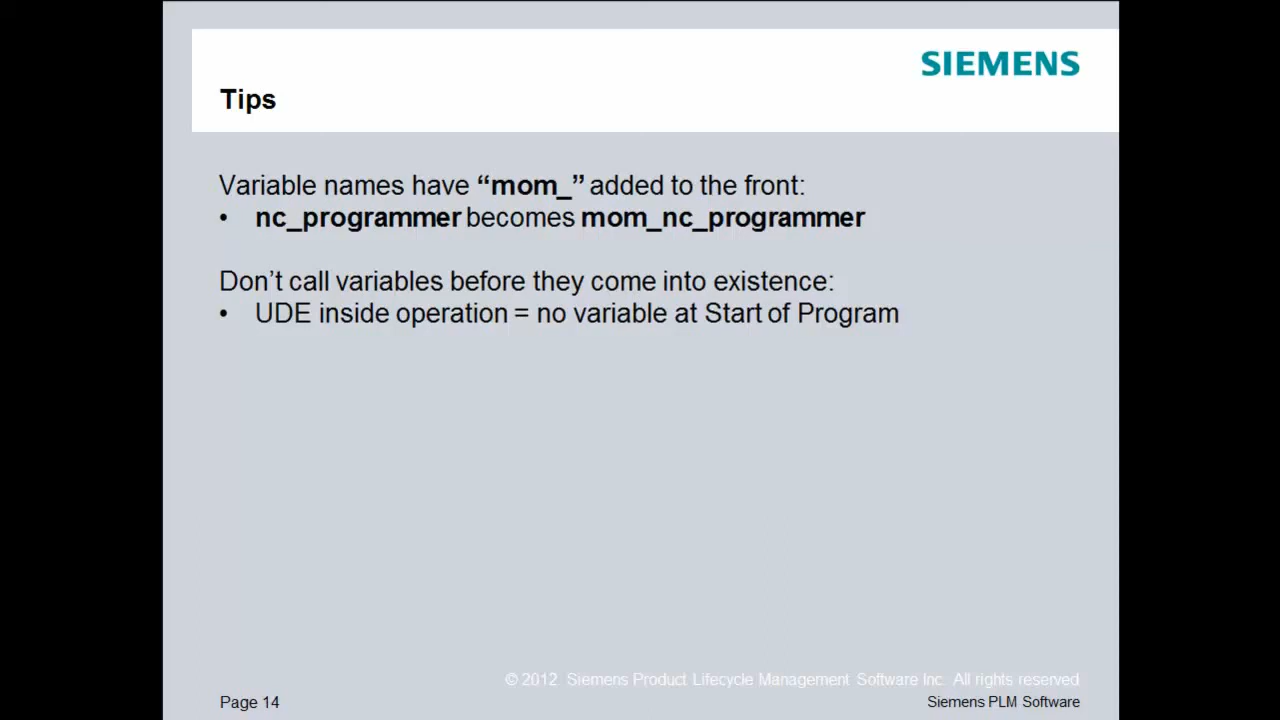 SIEMENS
Tips
Variable names have “mom_” added to the front:
• nc_programmer becomes mom_nc_programmer
Don’t call variables before they come into existence:
• UDE inside operation = no variable at Start of Program
© 2012. Siemens Product Lifecycle Management Software Inc. All rights reserved
Page 14
Siemens PLM Software